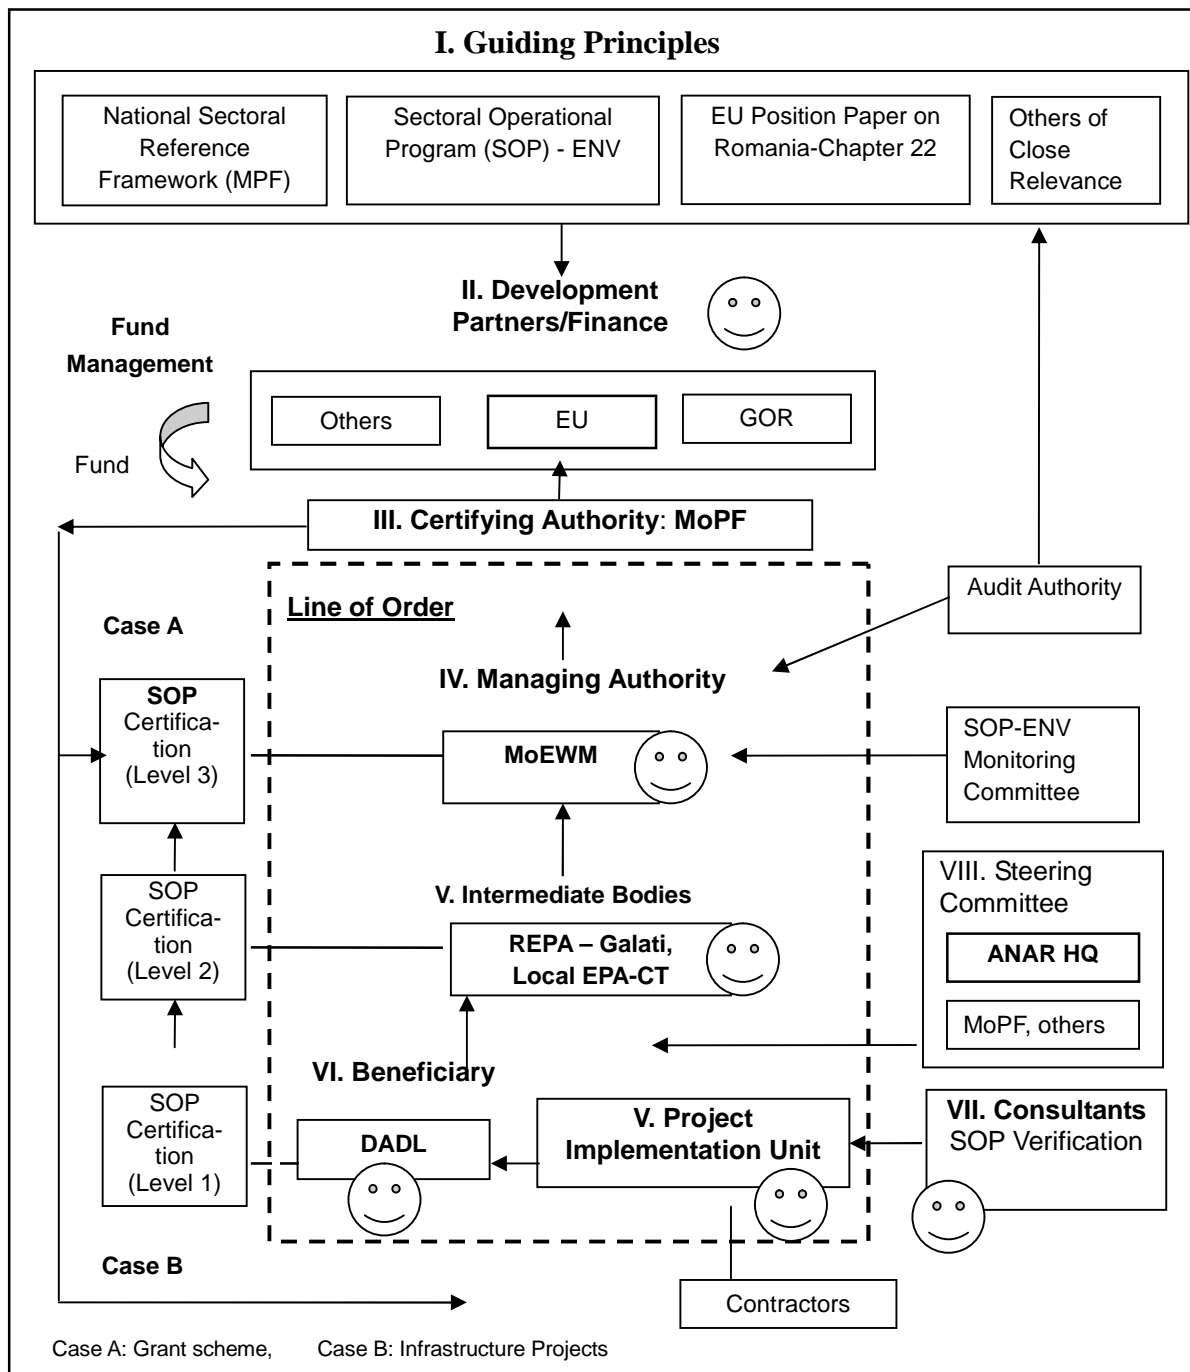 I. Guiding Principles
National Sectoral
Reference
Framework (MPF)
Sectoral Operational
Program (SOP) - ENV
EU Position Paper on
Romania-Chapter 22
Others of
Close
Relevance
II. Development
Partners/Finance
Fund
Management
Others
EU
GOR
Fund
III. Certifying Authority: MoPF
Audit Authority
Line of Order
Case A
IV. Managing Authority
SOP
Certifica-
tion
(Level 3)
MoEWM
SOP-ENV
Monitoring
Committee
SOP
Certifica-
tion
(Level 2)
V. Intermediate Bodies
REPA – Galati,
Local EPA-CT
VIII. Steering
Committee
ANAR HQ
MoPF, others
VI. Beneficiary
SOP
Certifica-
tion
(Level 1)
DADL
V. Project
Implementation Unit
VII. Consultants
SOP Verification
Case B
Contractors
Case A: Grant scheme, Case B: Infrastructure Projects